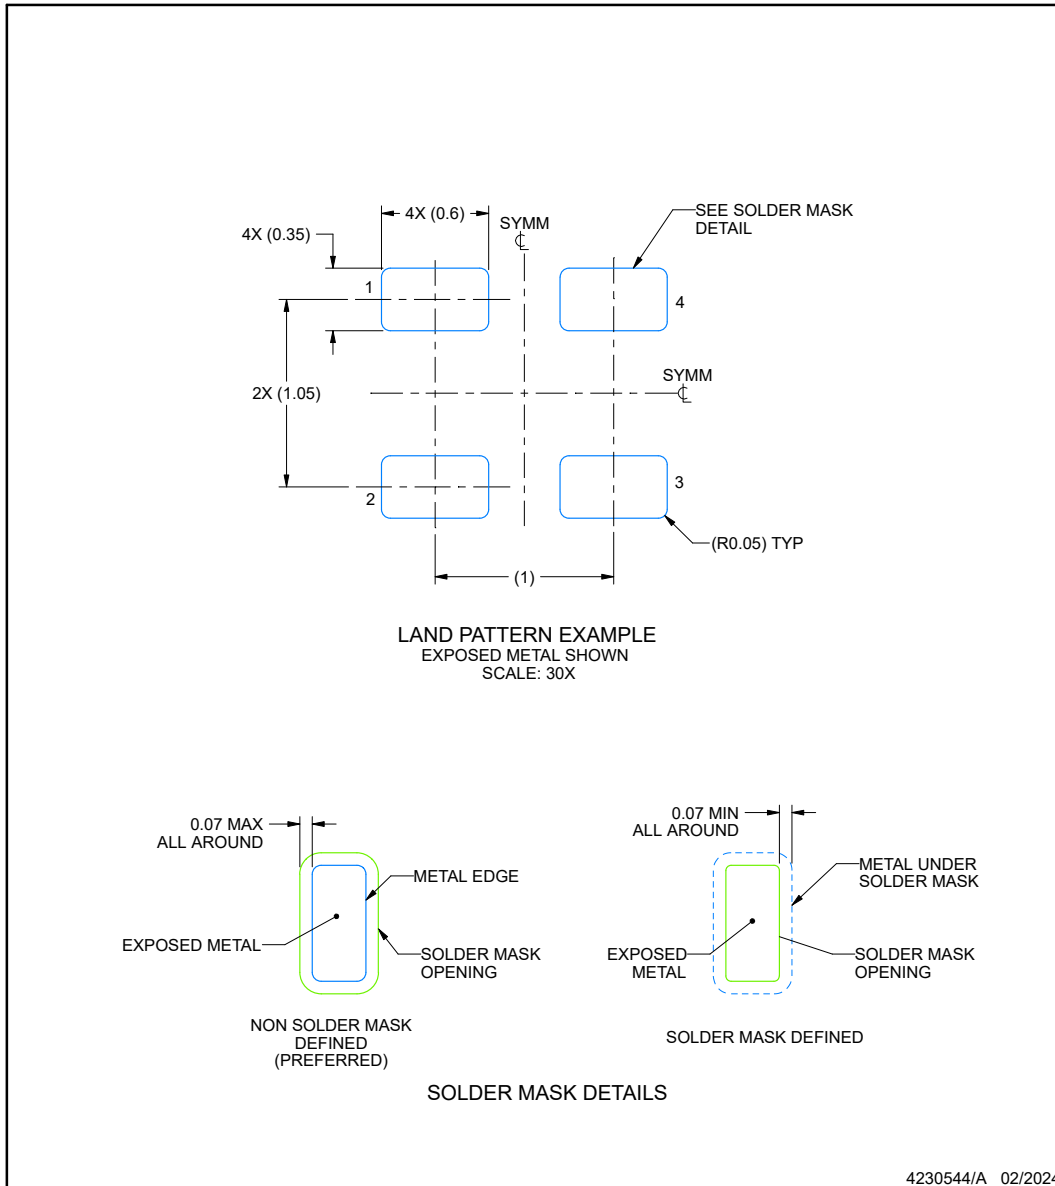 4X (0.6)
SYMM
SEE SOLDER MASK
DETAIL
4X (0.35)
1
4
2X (1.05)
SYMM
2
3
(R0.05) TYP
(1)
LAND PATTERN EXAMPLE
EXPOSED METAL SHOWN
SCALE: 30X
0.07 MAX
ALL AROUND
METAL EDGE
EXPOSED METAL
SOLDER MASK
OPENING
NON SOLDER MASK
DEFINED
(PREFERRED)
0.07 MIN
ALL AROUND
METAL UNDER
SOLDER MASK
EXPOSED
METAL
SOLDER MASK
OPENING
SOLDER MASK DEFINED
SOLDER MASK DETAILS
4230544/A 02/2024